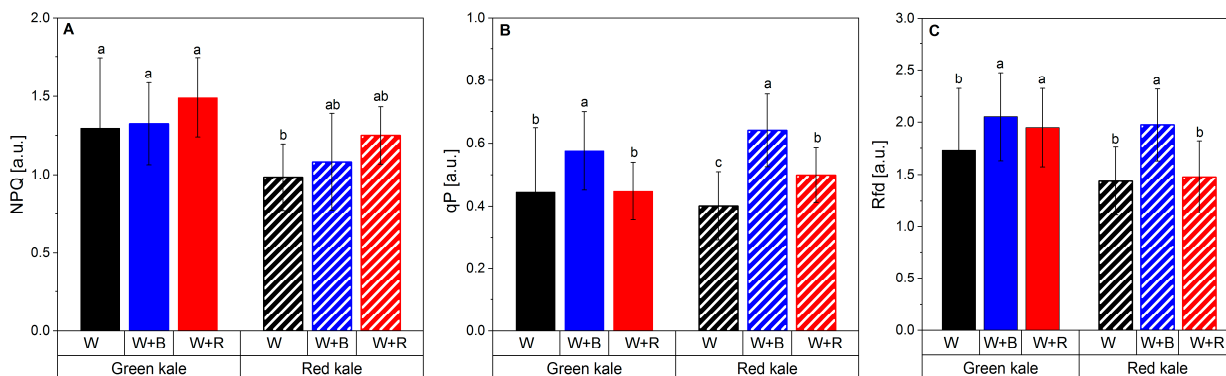 A
NPQ [a.u.]
2.0
1.5
1.0
0.5
0.0
a a a b ab ab
W W+B W+R W W+B W+R
Green kale Red kale
B
qP [a.u.]
1.0
0.8
0.6
0.4
0.2
0.0
b a b c a b
W W+B W+R W W+B W+R
Green kale Red kale
C
Rfd [a.u.]
3.0
2.5
2.0
1.5
1.0
0.5
0.0
b a a b a b
W W+B W+R W W+B W+R
Green kale Red kale